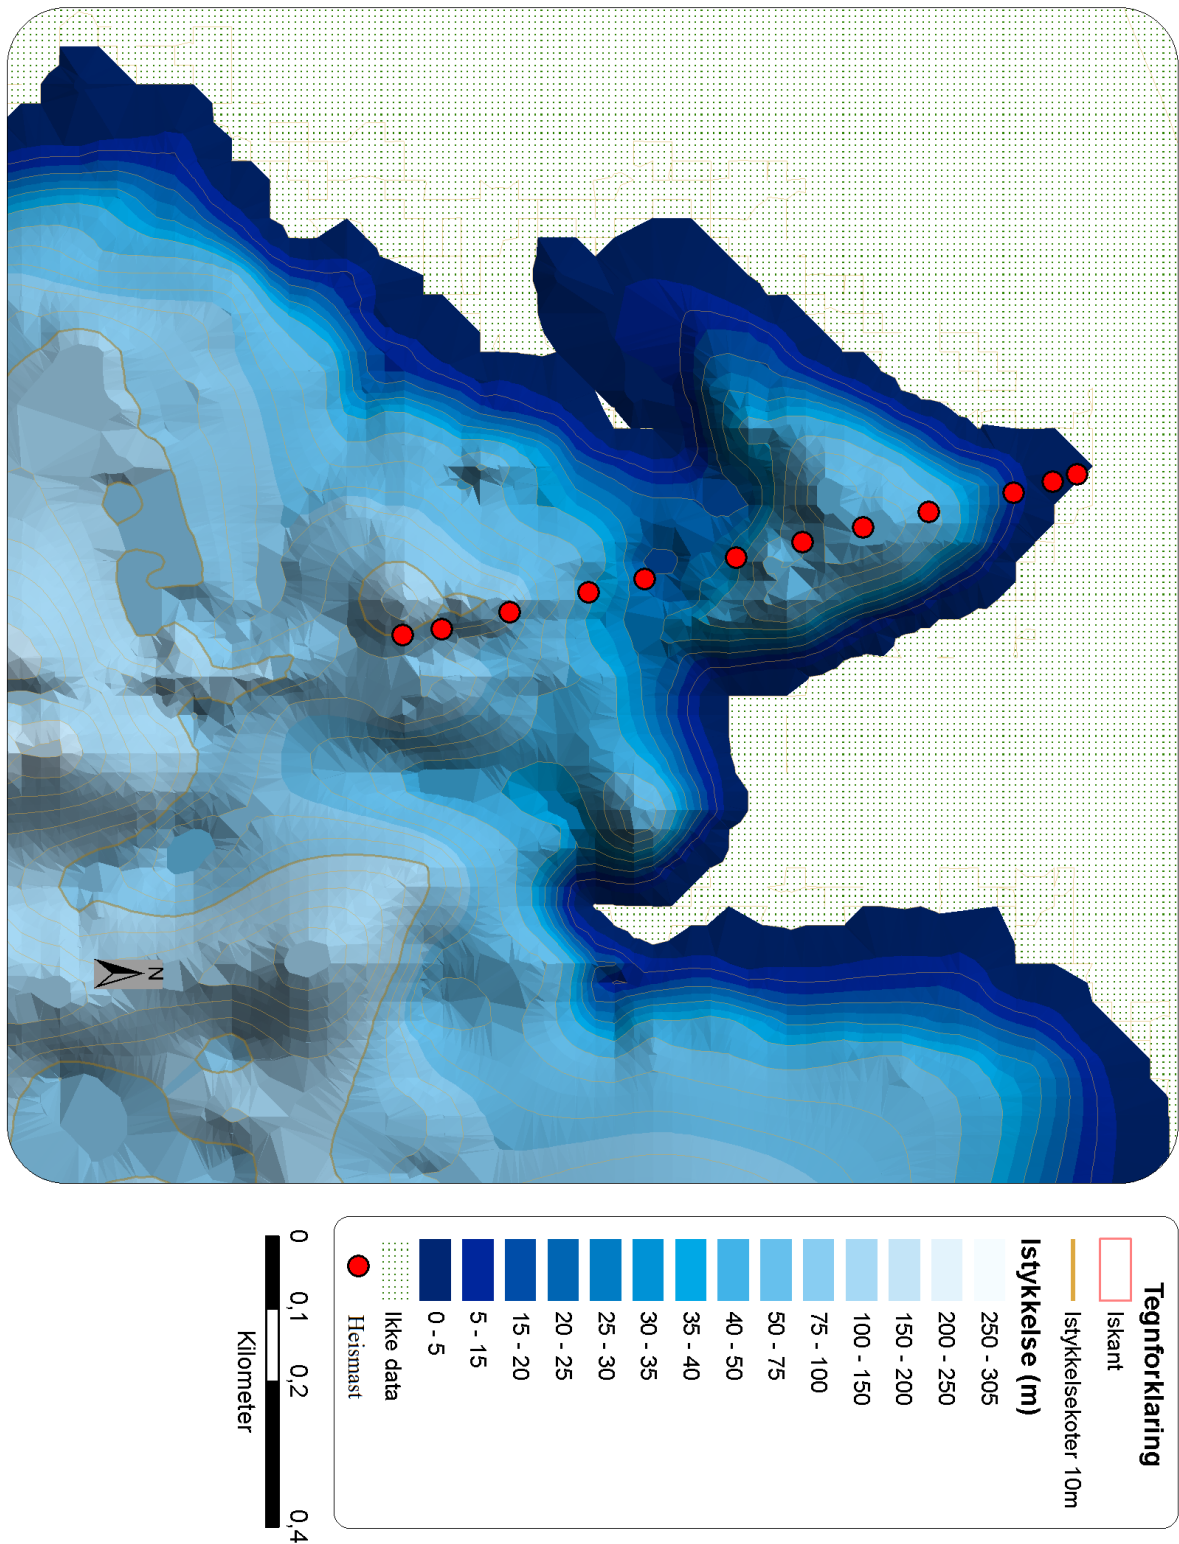 Tegnforklaring
Iskant
Istykkelsekoter 10m
Istykkelse (m)
250 - 305
200 - 250
150 - 200
100 - 150
75 - 100
50 - 75
40 - 50
35 - 40
30 - 35
25 - 30
20 - 25
15 - 20
5 - 15
0 - 5
Ikke data
Heismast
0 0,1 0,2 0,4
Kilometer
N